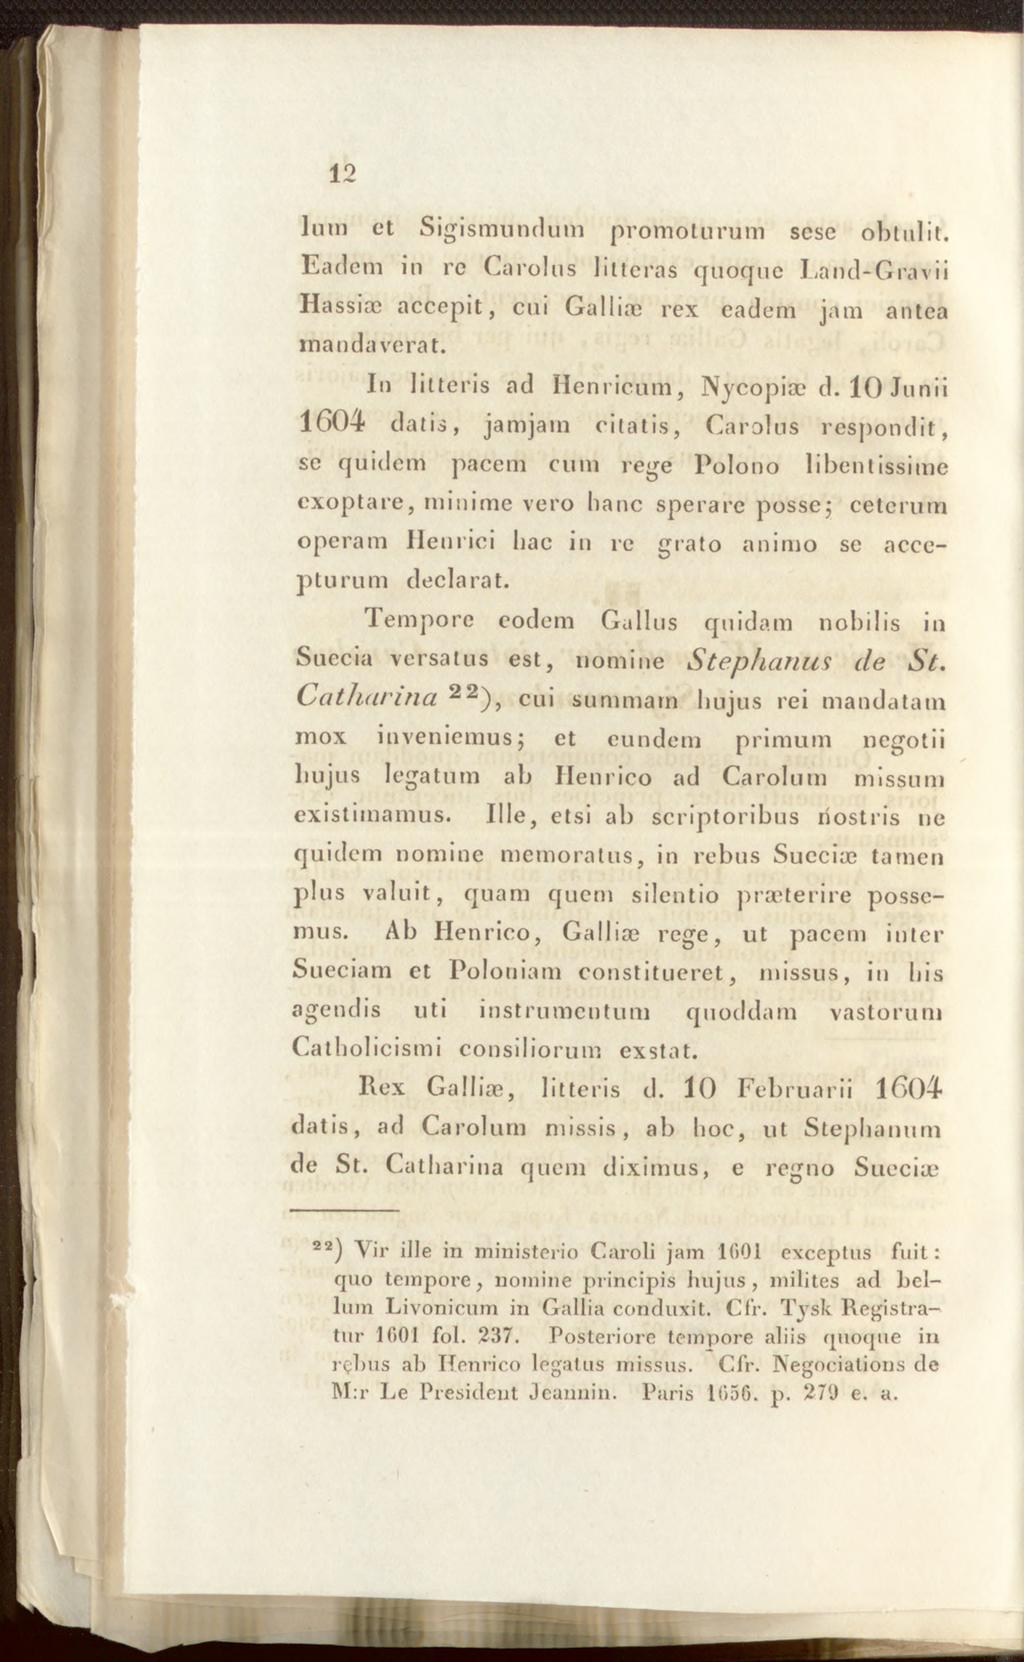 12
lum et Sigismundum promoturum sese obtulit.
Eadem in re Carolus litteras quoque Land-Gravii
Hassiæ accepit, cui Galliæ rex eadem jam antea
mandaverat.
In litteris ad Henricum, Nycopiæ d. 10 Junii
1604 datis, jamjam citatis, Carolus respondit,
se quidem pacem cum rege Polono libentissime
exoptare, minime vero hanc sperare posse; ceterum
operam Henrici hac in re grato animo se acce-
pturum declarat.
Tempore eodem Gallus quidam nobilis in
Suecia versatus est, nomine Stephanus de St.
Catharina ²²), cui summam hujus rei mandatam
mox inveniemus; et eundem primum negotii
hujus legatum ab Henrico ad Carolum missum
existimamus. Ille, etsi ab scriptoribus nostris ne
quidem nomine memoratus, in rebus Sueciæ tamen
plus valuit, quam quem silentio præterire posse-
mus. Ab Henrico, Galliæ rege, ut pacem inter
Sueciam et Poloniam constitueret, missus, in his
agendis uti instrumentum quoddam vastorum
Catholicismi consiliorum exstat.
Rex Galliæ, litteris d. 10 Februarii 1604
datis, ad Carolum missis, ab hoc, ut Stephanum
de St. Catharina quem diximus, e regno Sueciæ
²²) Vir ille in ministerio Caroli jam 1601 exceptus fuit:
quo tempore, nomine principis hujus, milites ad bel-
lum Livonicum in Gallia conduxit. Cfr. Tysk Registra-
tur 1601 fol. 237. Posteriore tempore aliis quoque in
rebus ab Henrico legatus missus. Cfr. Negociations de
M:r Le President Jeannin. Paris 1656. p. 279 e. a.